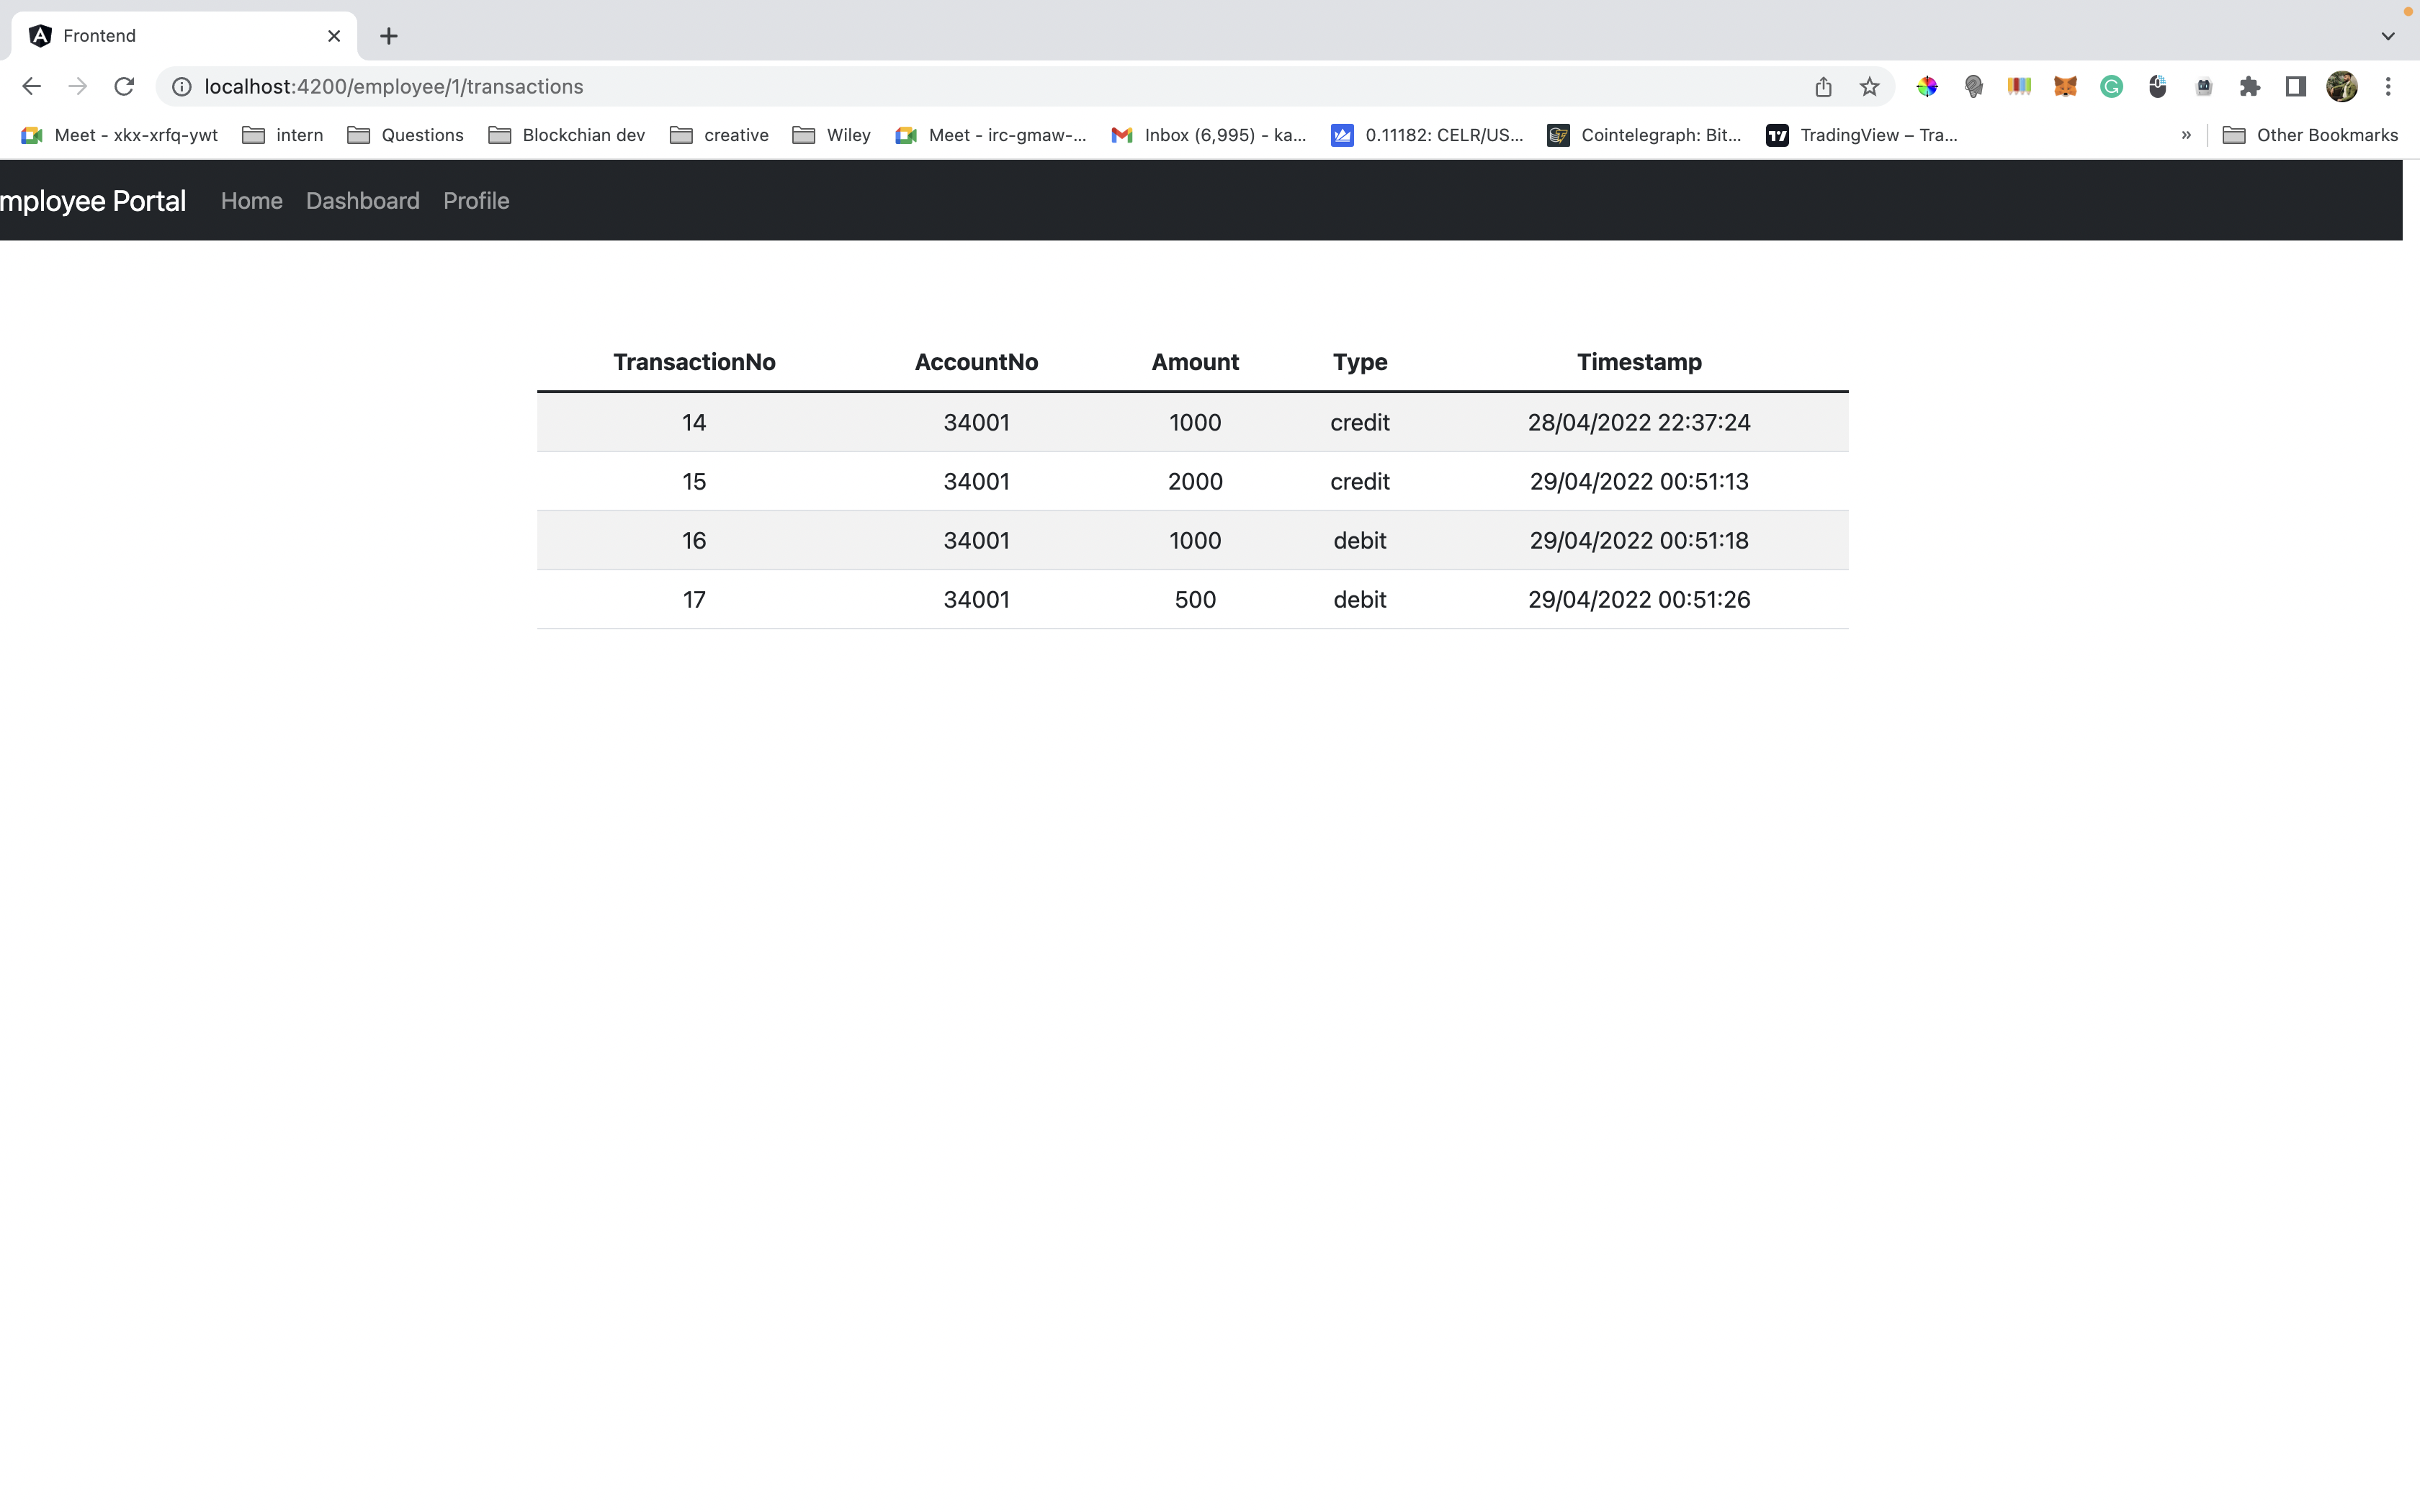 Frontend
localhost:4200/employee/1/transactions
Meet - xkx-xrfq-ywt intern Questions Blockchian dev creative Wiley Meet - irc-gmaw-... Inbox (6,995) - ka... 0.11182: CELR/US... Cointelegraph: Bit... TradingView – Tra... » Other Bookmarks
mployee Portal Home Dashboard Profile
TransactionNo AccountNo Amount Type Timestamp
14 34001 1000 credit 28/04/2022 22:37:24
15 34001 2000 credit 29/04/2022 00:51:13
16 34001 1000 debit 29/04/2022 00:51:18
17 34001 500 debit 29/04/2022 00:51:26